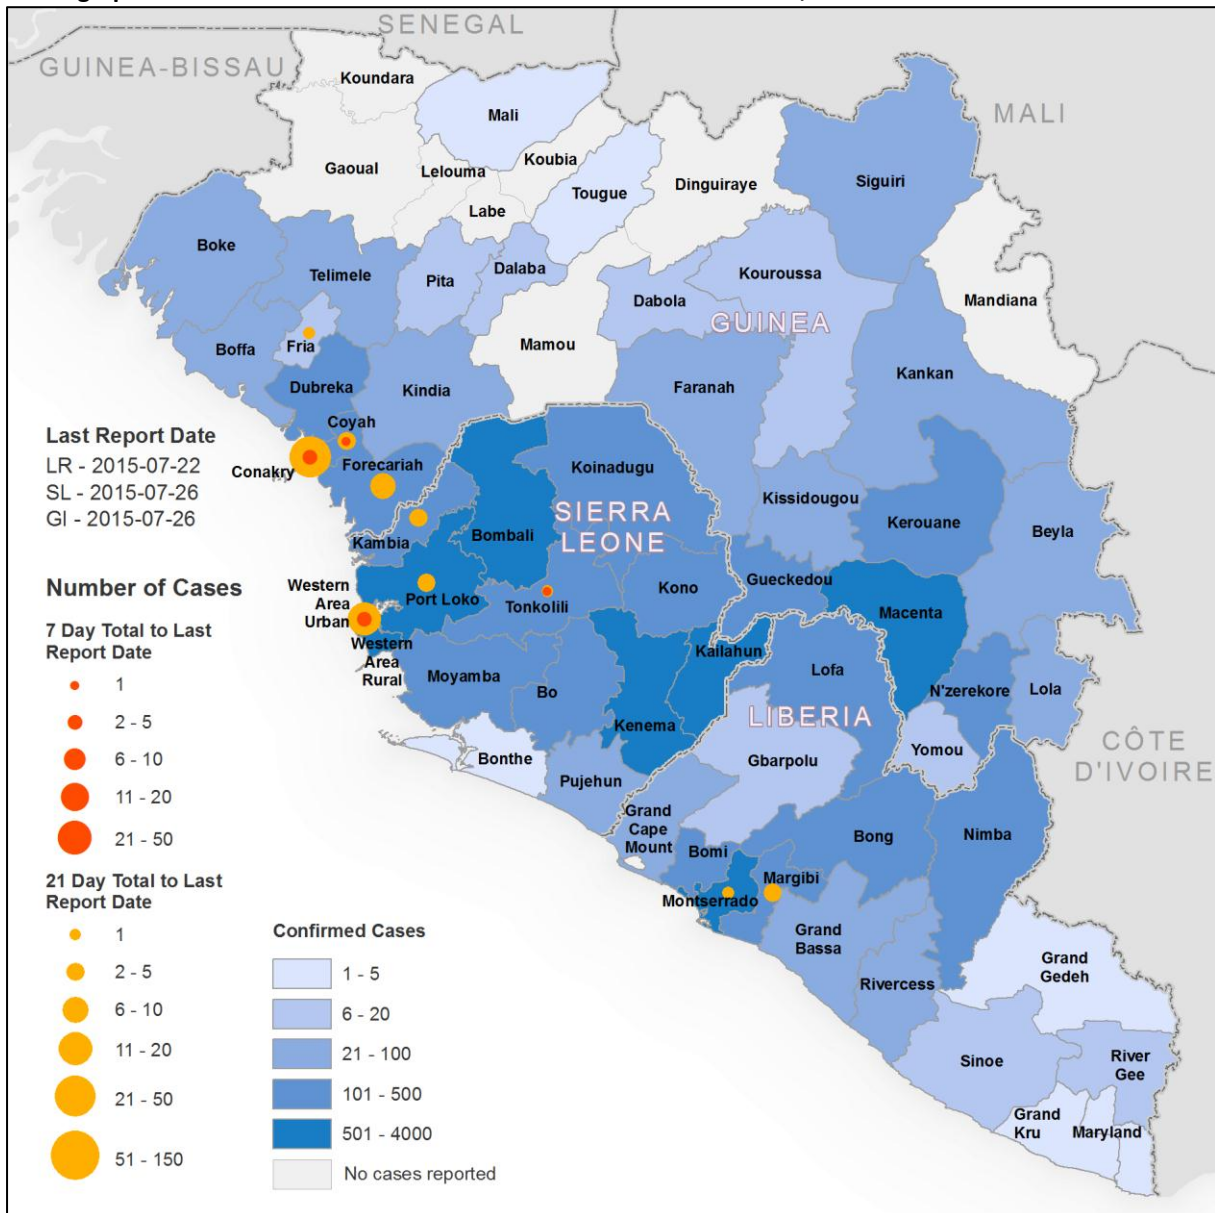 SENEGAL
GUINEA-BISSAU
Koundara
Mali
MALI
Gaoual
Lelouma
Koubia
Labe
Tougue
Dinguiraye
Siguiri
Boke
Telimele
Pita
Dalaba
Kouroussa
Dabola
GUINEA
Mandiana
Boffa
Fria
Mamou
Dubreka
Kindia
Faranah
Kankan
Coyah
Conakry
Forecariah
Last Report Date
LR - 2015-07-22
SL - 2015-07-26
GI - 2015-07-26
Koinadugu
Kissidougou
SIERRA
LEONE
Kerouane
Beyla
Kambia
Bombali
Kono
Gueckedou
Macenta
Western
Area
Urban
Port Loko
Tonkolili
Western
Area
Rural
Moyamba
Bo
Kailahun
Lofa
N'zerekore
Lola
Kenema
LIBERIA
Yomou
CÔTE
D'IVOIRE
Bonthe
Pujehun
Gbarpolu
Grand
Cape
Mount
Bomi
Bong
Nimba
Montserrado
Margibi
Grand
Bassa
Rivercess
Grand
Gedeh
Sinoe
River
Gee
Grand
Kru
Maryland
Number of Cases
7 Day Total to Last
Report Date
1
2 - 5
6 - 10
11 - 20
21 - 50
21 Day Total to Last
Report Date
1
2 - 5
6 - 10
11 - 20
21 - 50
51 - 150
Confirmed Cases
1 - 5
6 - 20
21 - 100
101 - 500
501 - 4000
No cases reported